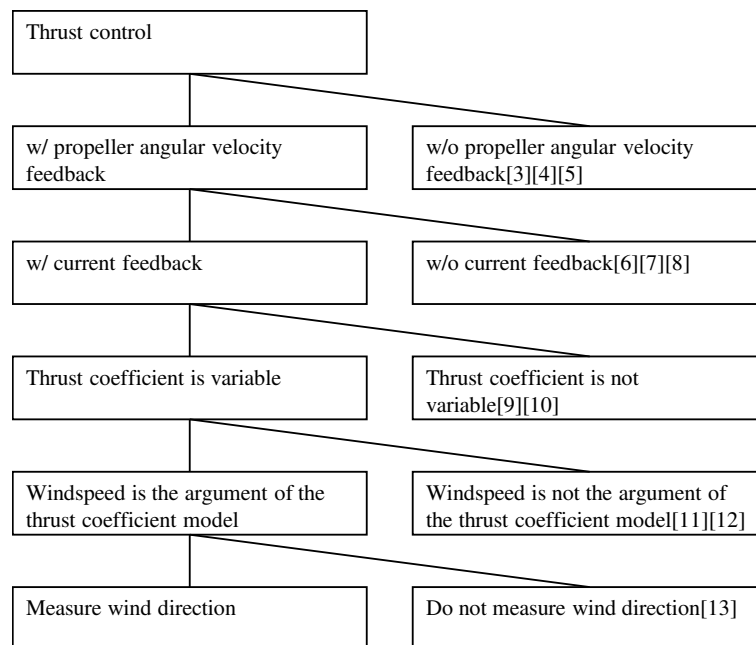 Thrust control
w/ propeller angular velocity
feedback
w/o propeller angular velocity
feedback[3][4][5]
w/ current feedback
w/o current feedback[6][7][8]
Thrust coefficient is variable
Thrust coefficient is not
variable[9][10]
Windspeed is the argument of the
thrust coefficient model
Windspeed is not the argument of
the thrust coefficient model[11][12]
Measure wind direction
Do not measure wind direction[13]